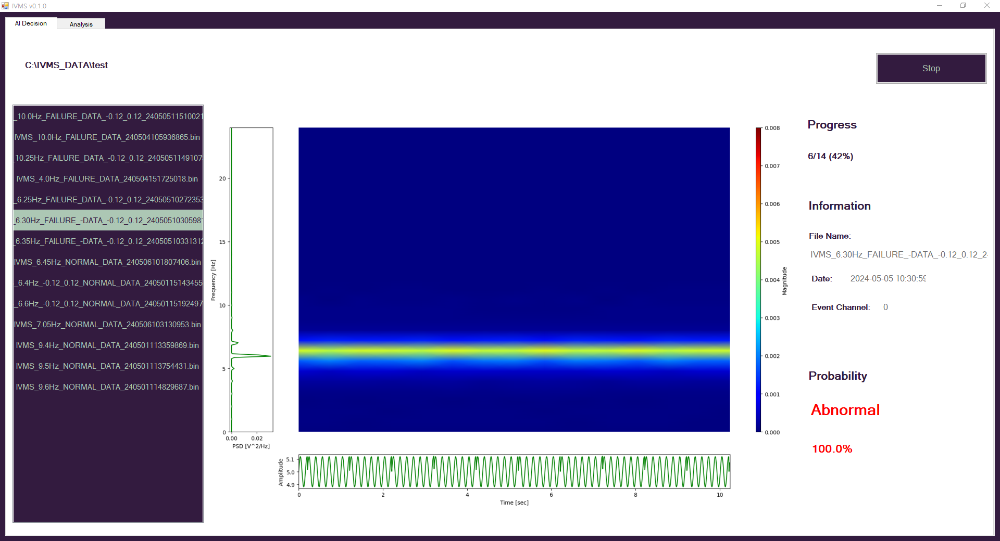 IVMS v0.1.0
AI Decision
Analysis
C:\IVMS_DATA\test
Stop
_10.0Hz_FAILURE_DATA_-0.12_0.12_2405051151002
IVMS_10.0Hz_FAILURE_DATA_240504105936865.bin
10.25Hz_FAILURE_DATA_-0.12_0.12_2405051149107
IVMS_4.0Hz_FAILURE_DATA_240504151725018.bin
_6.25Hz_FAILURE_DATA_-0.12_0.12_24050510272353
_6.30Hz_FAILURE_-DATA_-0.12_0.12_2405051030598
_6.35Hz_FAILURE_-DATA_-0.12_0.12_2405051033131
IVMS_6.45Hz_NORMAL_DATA_240506101807406.bin
_6.4Hz_-0.12_0.12_NORMAL_DATA_24050115143455
_6.6Hz_-0.12_0.12_NORMAL_DATA_24050115192497
IVMS_7.05Hz_NORMAL_DATA_240506103130953.bin
IVMS_9.4Hz_NORMAL_DATA_240501113359869.bin
IVMS_9.5Hz_NORMAL_DATA_240501113754431.bin
IVMS_9.6Hz_NORMAL_DATA_240501114829687.bin
20
15
10
5
0
Frequency [Hz]
0.00 0.02
PSD [V^2/Hz]
0.008
0.007
0.006
0.005
0.004
0.003
0.002
0.001
0.000
Magnitude
5.1
5.0
4.9
Amplitude
0 2 4 6 8 10
Time [sec]
Progress
6/14 (42%)
Information
File Name:
IVMS_6.30Hz_FAILURE_-DATA_-0.12_0.12_2
Date: 2024-05-05 10:30:59
Event Channel: 0
Probability
Abnormal
100.0%